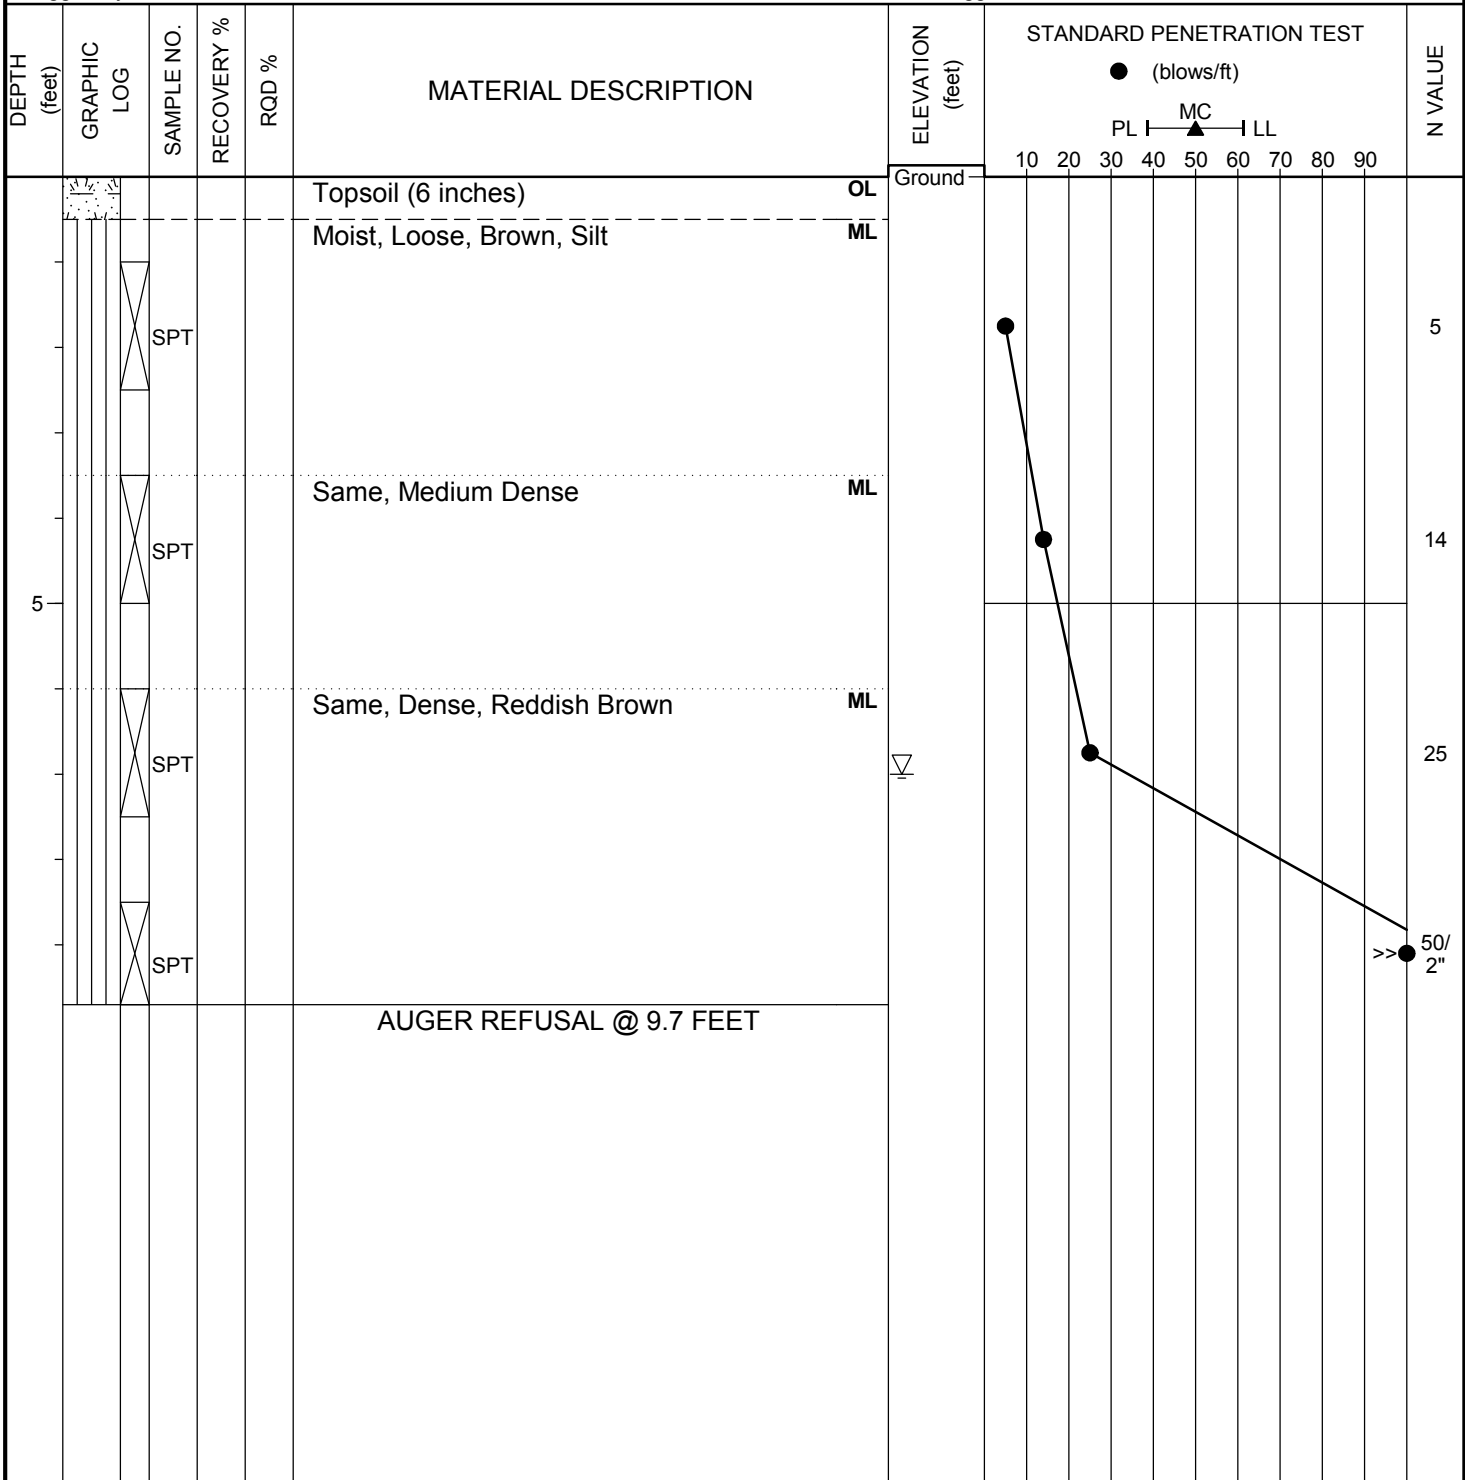 DEPTH
(feet)
GRAPHIC
LOG
SAMPLE NO.
RECOVERY %
RQD %
MATERIAL DESCRIPTION
ELEVATION
(feet)
STANDARD PENETRATION TEST
(blows/ft)
MC
PL LL
10 20 30 40 50 60 70 80 90
N VALUE
Ground
Topsoil (6 inches) OL
Moist, Loose, Brown, Silt ML
SPT 5
Same, Medium Dense ML
SPT 14
5
Same, Dense, Reddish Brown ML
SPT 25
>> 50/
2"
SPT
AUGER REFUSAL @ 9.7 FEET